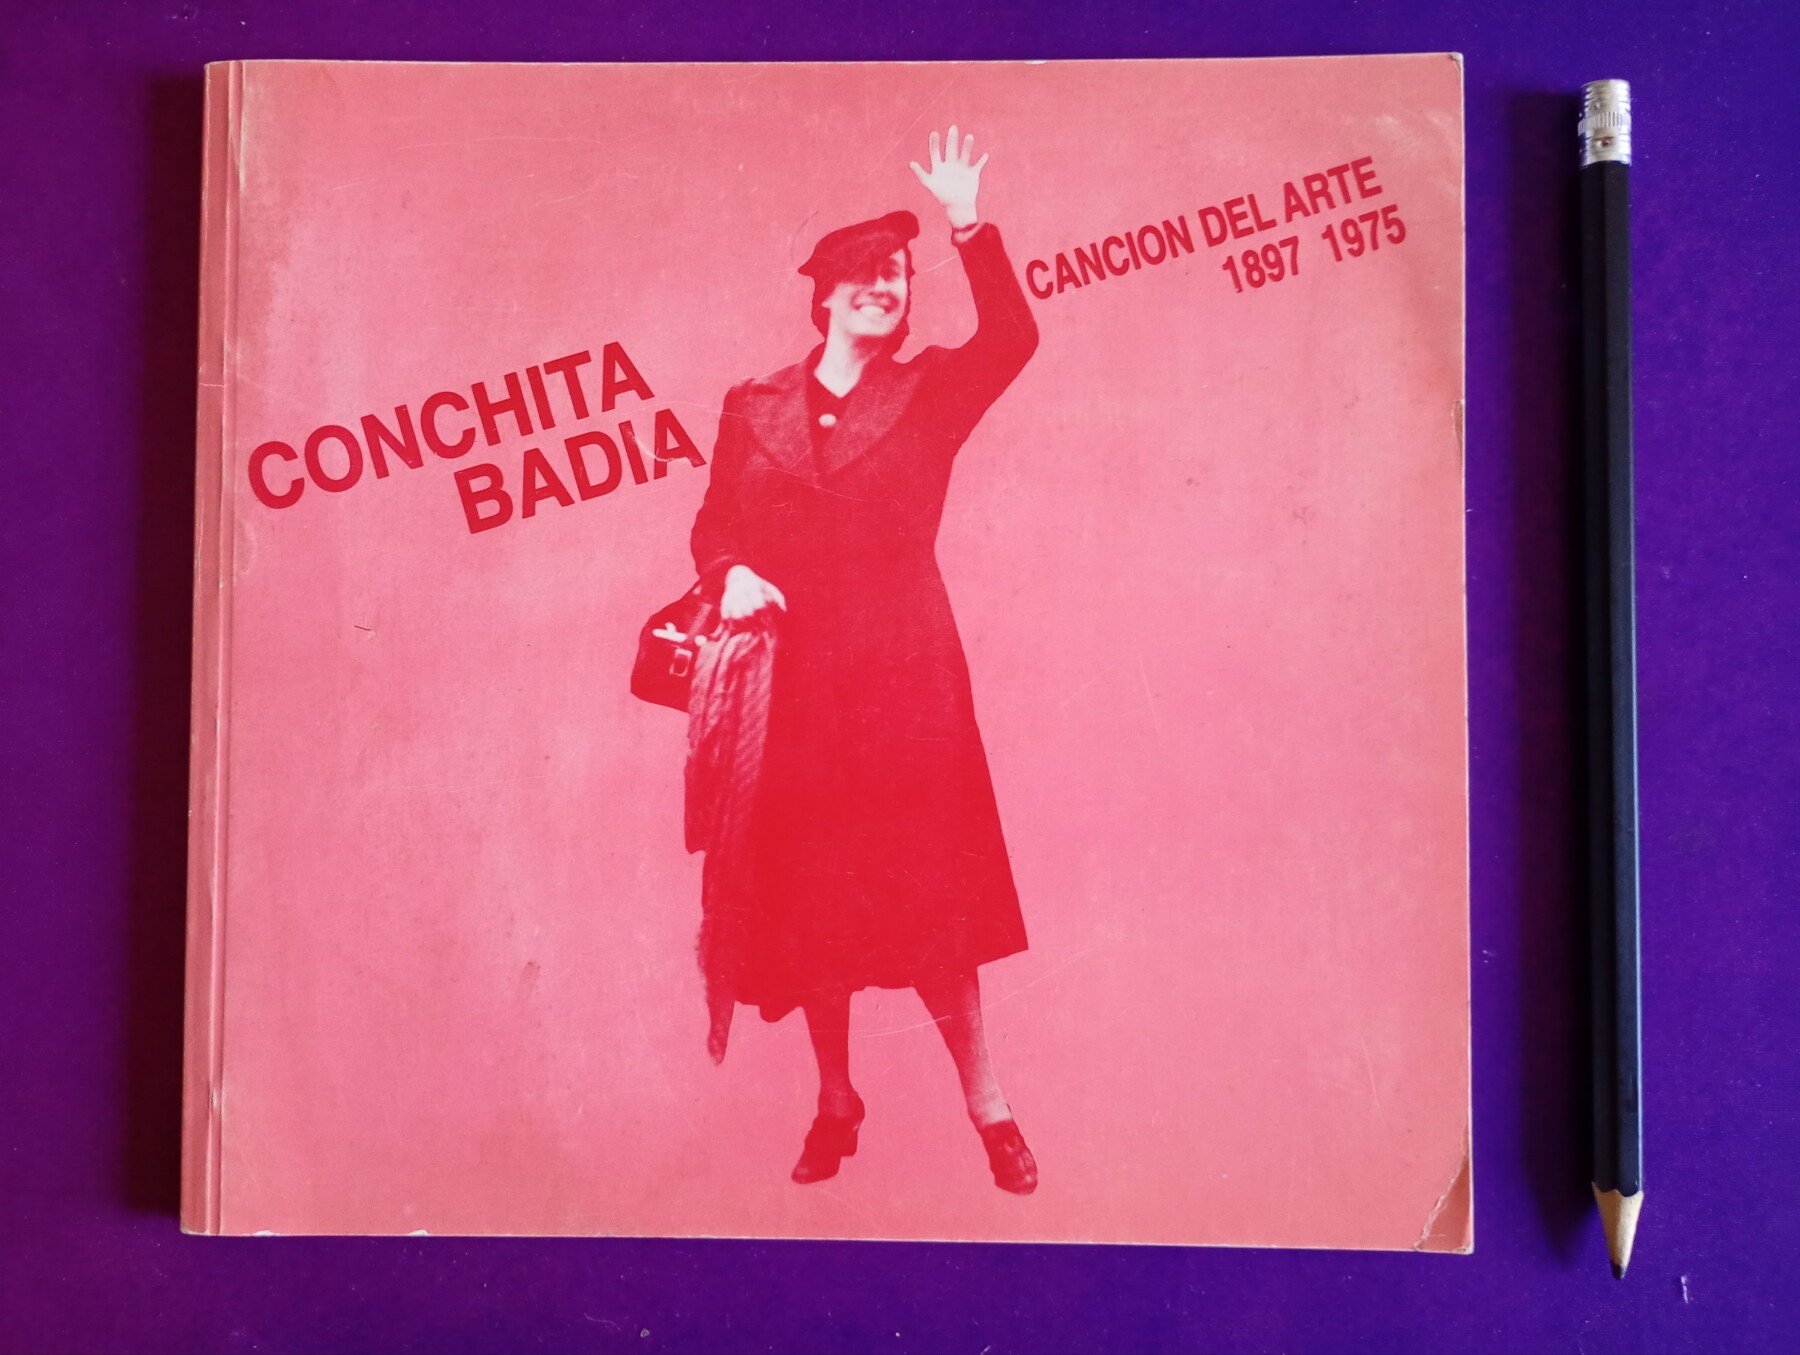 CONCHITA
BADIA
CANCION DEL ARTE
1897 1975